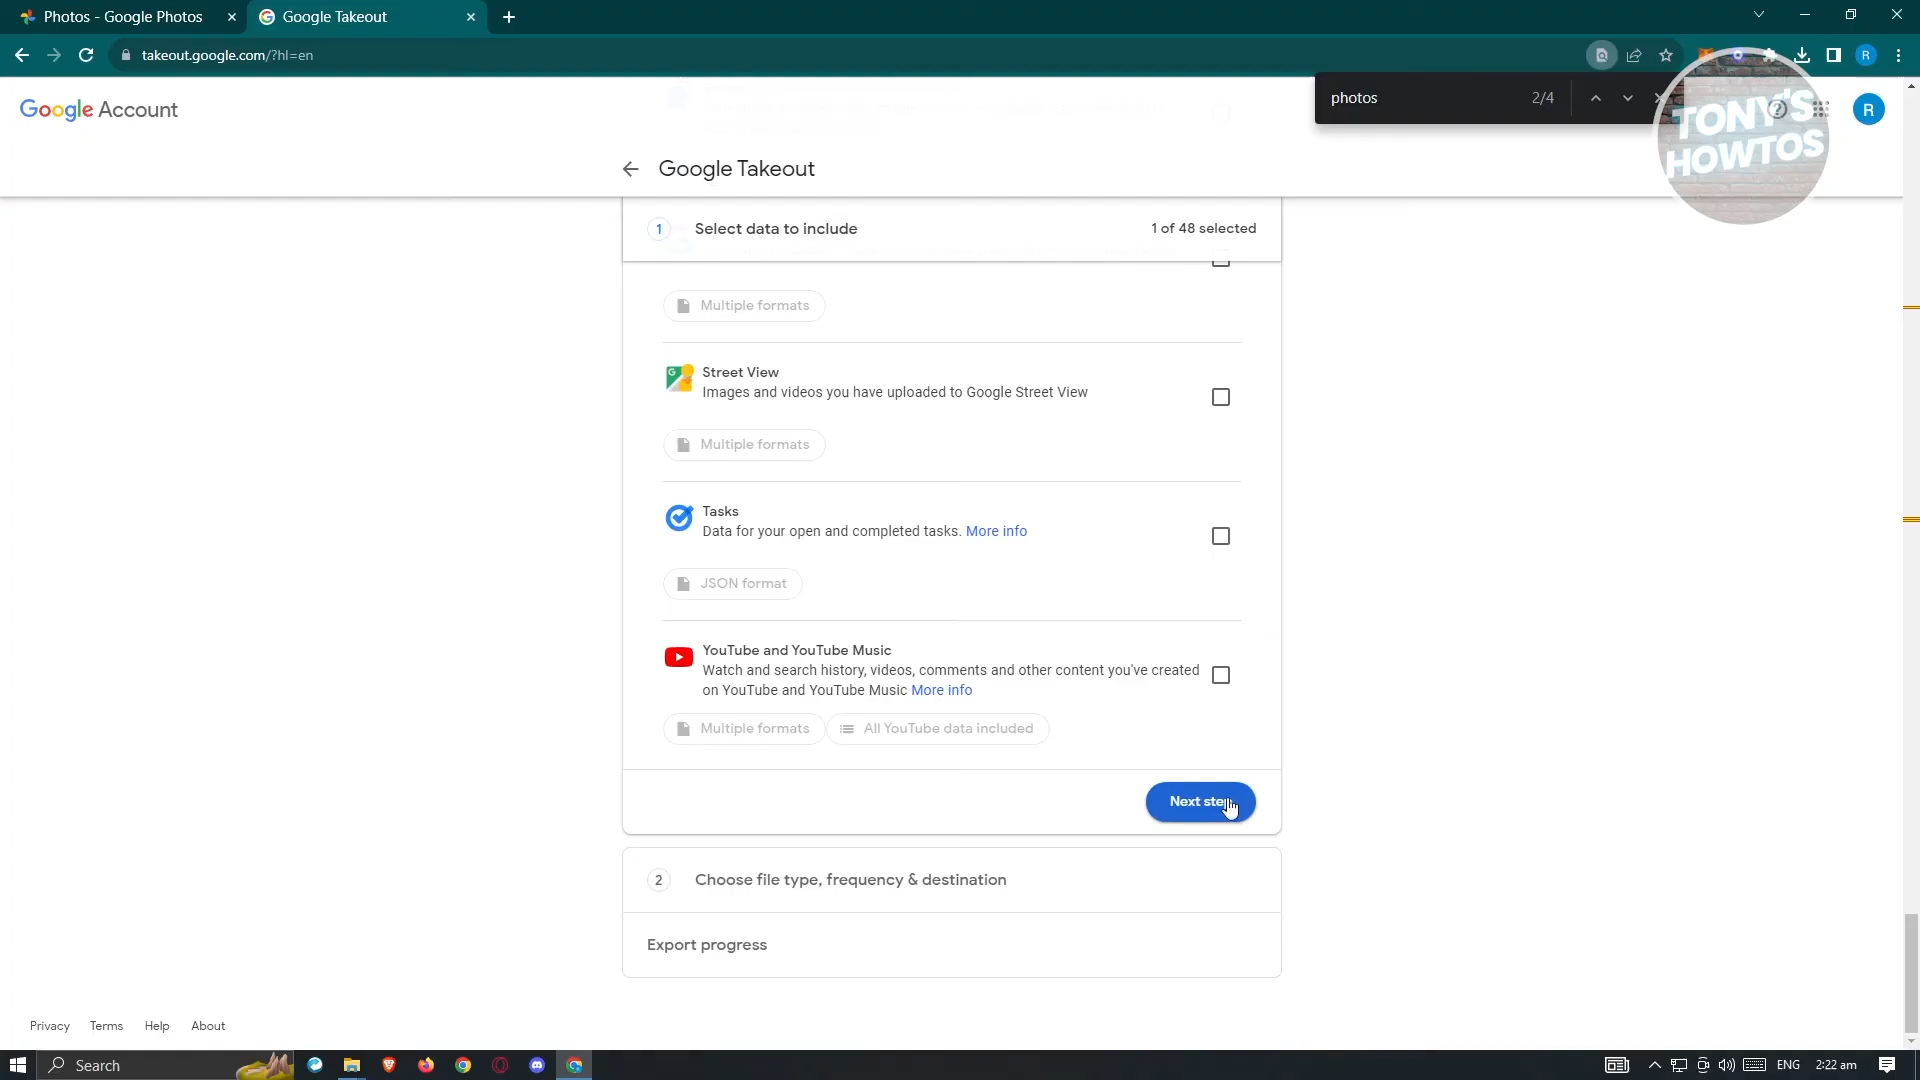 Photos - Google Photos
Google Takeout
takeout.google.com/?hl=en
photos
2/4
TONY'S
HOWTOS
Google Account
R
R
Google Takeout
1
Select data to include
1 of 48 selected
Multiple formats
Street View
Images and videos you have uploaded to Google Street View
Multiple formats
Tasks
Data for your open and completed tasks. More info
JSON format
YouTube and YouTube Music
Watch and search history, videos, comments and other content you've created
on YouTube and YouTube Music More info
Multiple formats
All YouTube data included
Next step
2
Choose file type, frequency & destination
Export progress
Privacy
Terms
Help
About
Search
ENG
2:22 am